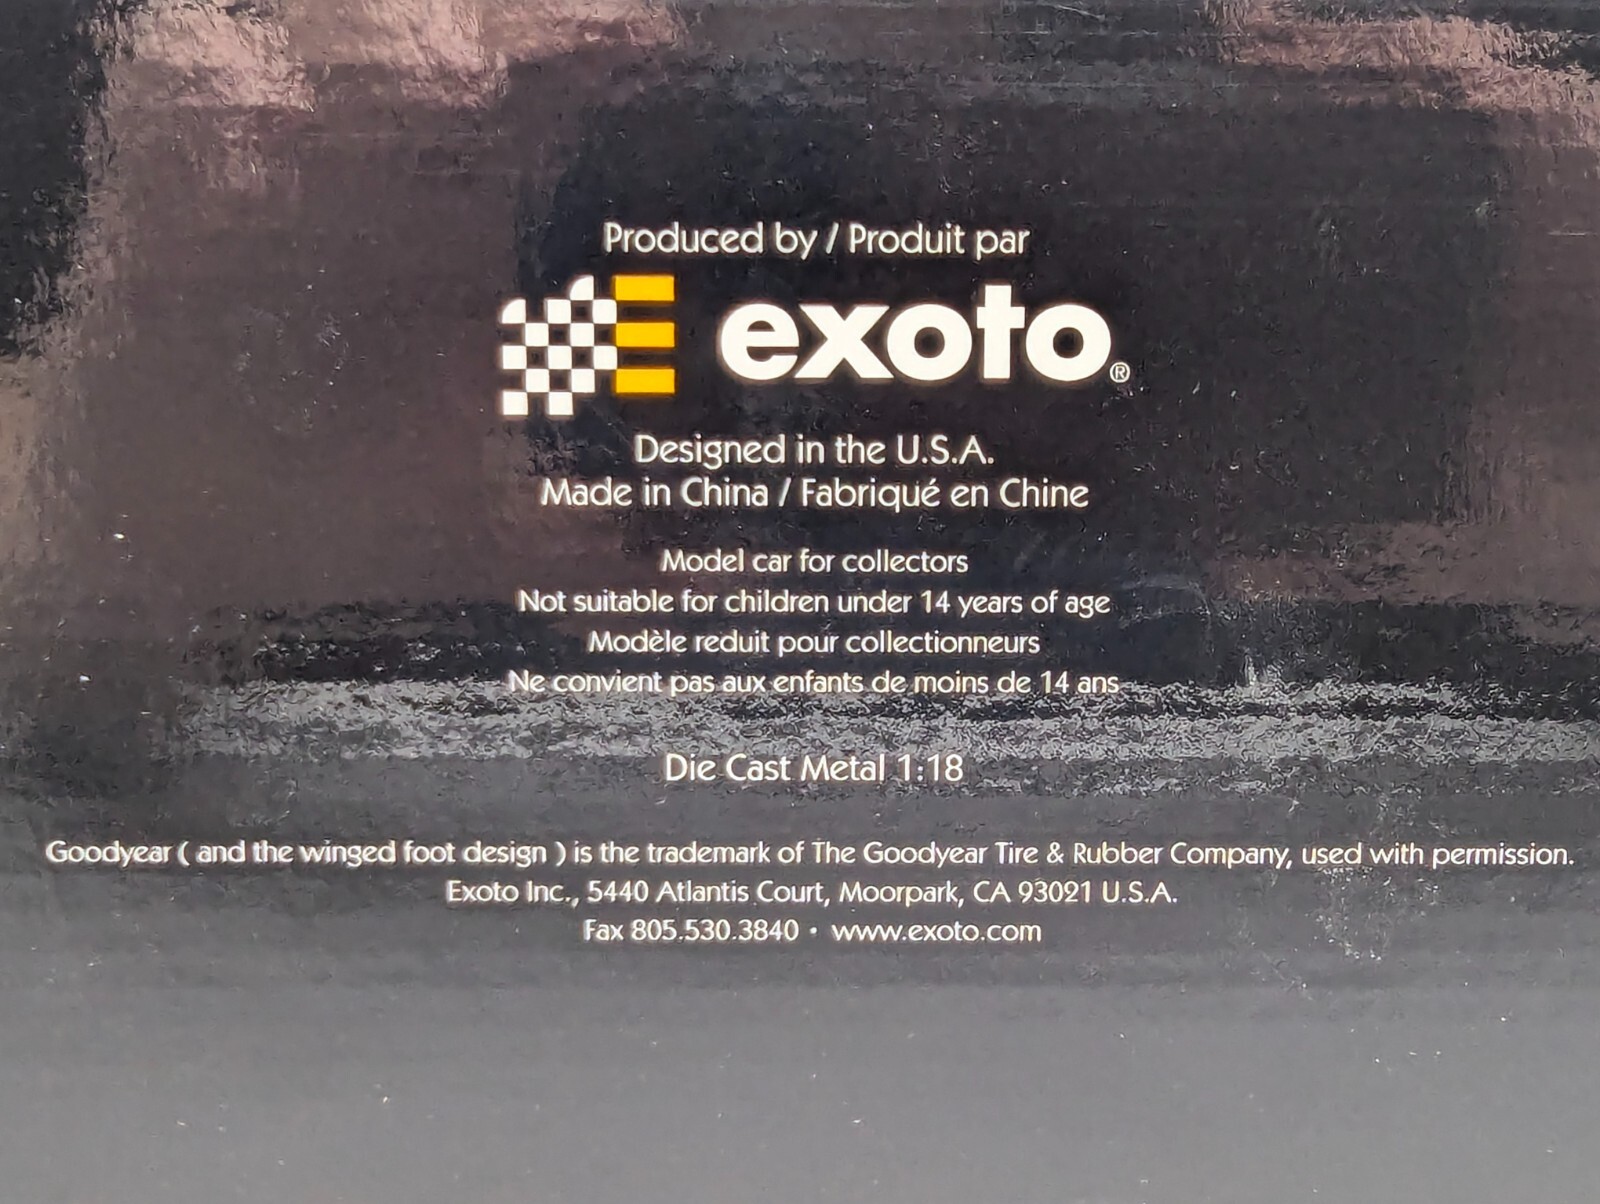 Produced by / Produit par
exoto®
Designed in the U.S.A.
Made in China / Fabriqué en Chine
Model car for collectors
Not suitable for children under 14 years of age
Modèle reduit pour collectionneurs
Ne convient pas aux enfants de moins de 14 ans
Die Cast Metal 1:18
Goodyear ( and the winged foot design ) is the trademark of The Goodyear Tire & Rubber Company, used with permission.
Exoto Inc., 5440 Atlantis Court, Moorpark, CA 93021 U.S.A.
Fax 805.530.3840 • www.exoto.com